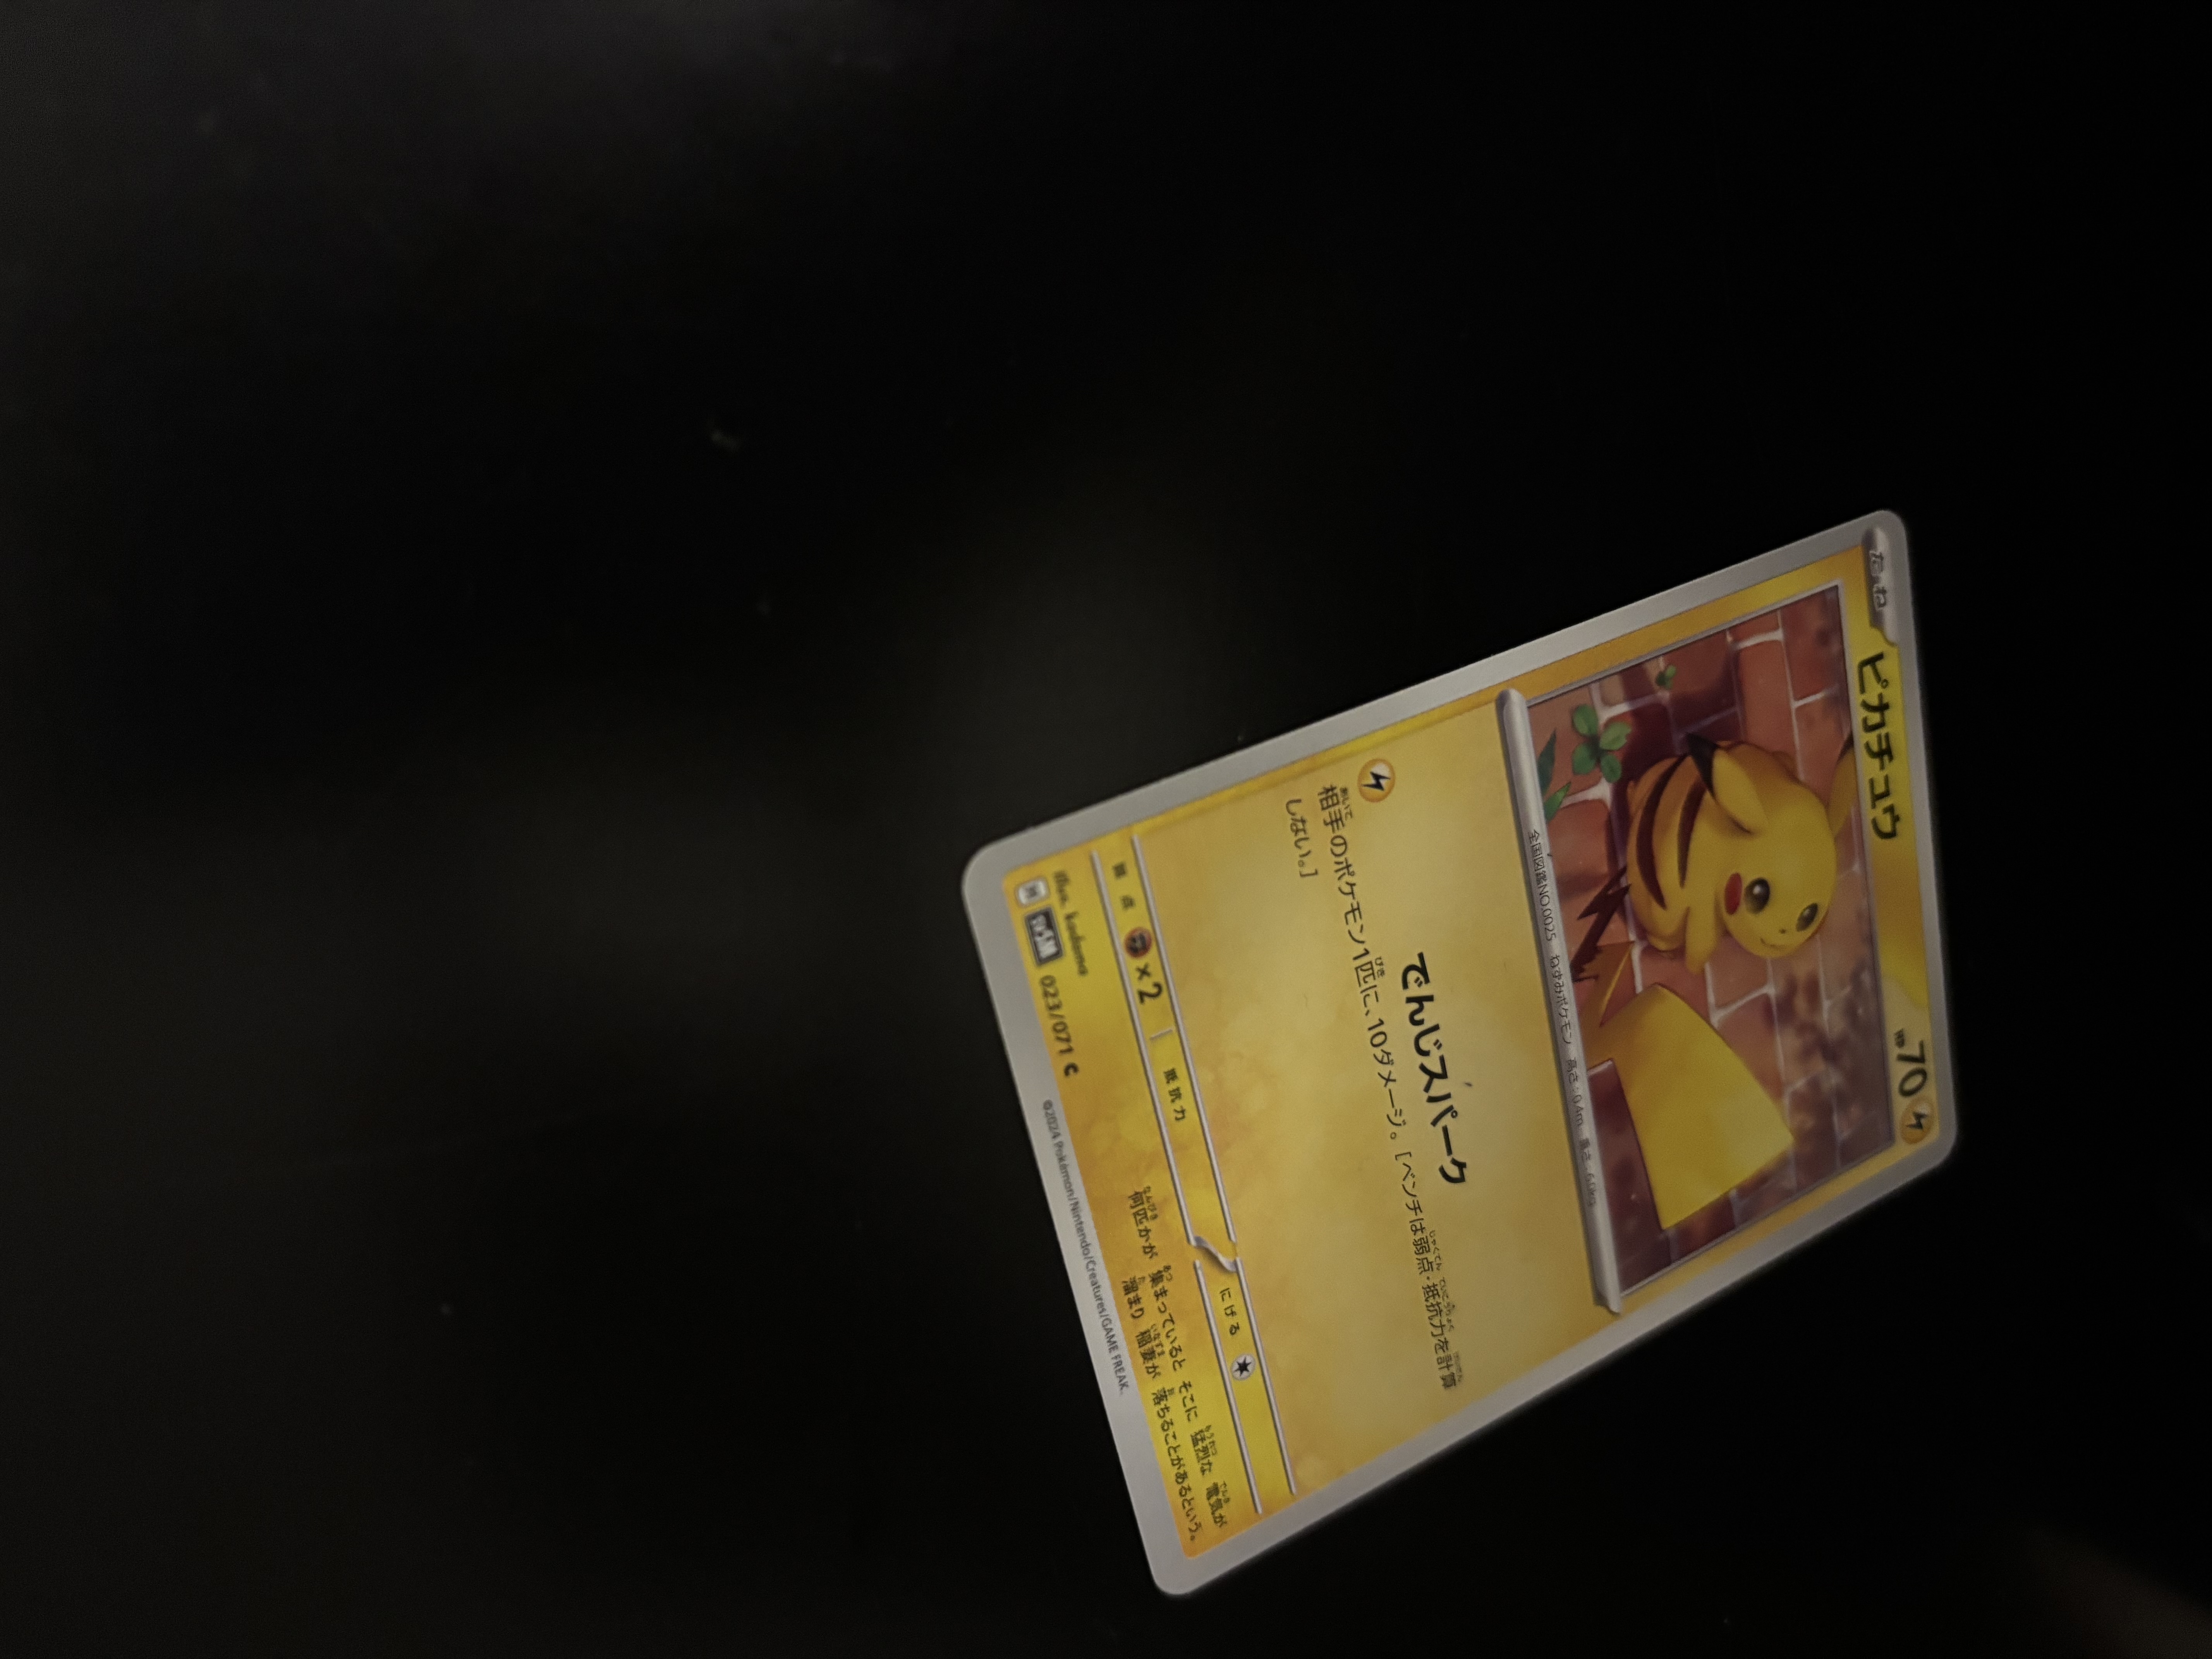 たね
ピカチュウ
HP70
全国図鑑NO.0025 ねずみポケモン 高さ：0.4m 重さ：6.0kg
でんじスパーク
相手のポケモン1匹に、10ダメージ。［ベンチは弱点・抵抗力を計算
しない。］
弱点 ×2 抵抗力 にげる
Illus. kodama
H 023/071 C
何匹かが 集まっていると そこに 猛烈な 電気が
溜まり 稲妻が 落ちることがあるという。
©2024 Pokémon/Nintendo/Creatures/GAME FREAK.